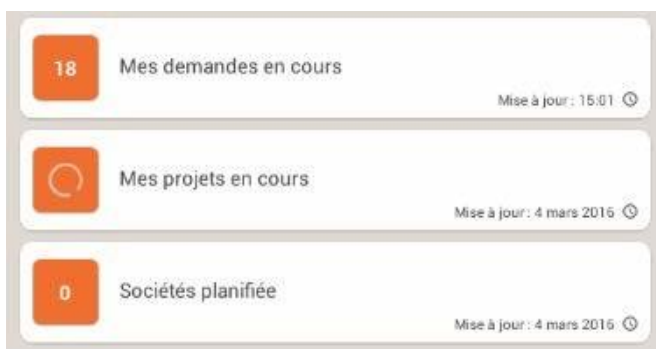 18
Mes demandes en cours
Mise à jour : 15:01
Mes projets en cours
Mise à jour : 4 mars 2016
0
Sociétés planifiée
Mise à jour : 4 mars 2016